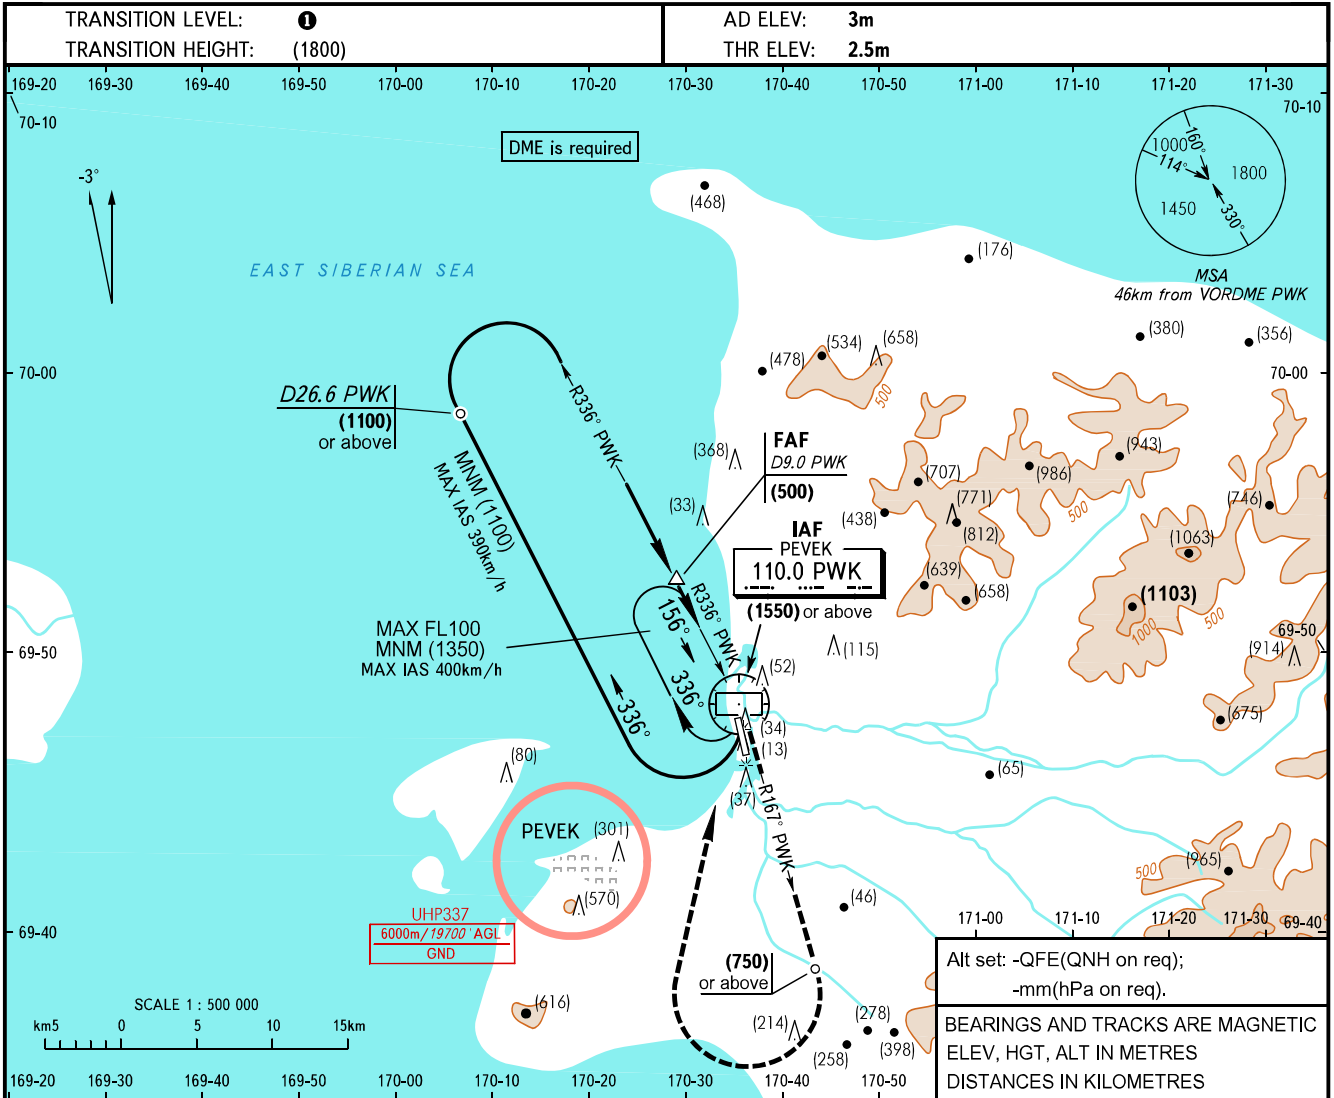 TRANSITION LEVEL: ❶
TRANSITION HEIGHT: (1800)
AD ELEV: 3m
THR ELEV: 2.5m
169-20 169-30 169-40 169-50 170-00 170-10 170-20 170-30 170-40 170-50 171-00 171-10 171-20 171-30
70-10
70-10
DME is required
-3°
160°
1000
114°
1800
1450
330°
MSA
46km from VORDME PWK
(468)
(176)
EAST SIBERIAN SEA
(380)
(356)
(534)
(658)
(478)
70-00
70-00
500
D26.6 PWK
(1100)
or above
R336° PWK
MNM (1100)
MAX IAS 390km/h
(368)
FAF
D9.0 PWK
(500)
(943)
(986)
(707)
(771)
500
(746)
(33)
(438)
(812)
IAF
PEVEK
110.0 PWK
(1550) or above
(1063)
(639)
(658)
(1103)
1000
500
R336° PWK
156°
336°
336°
MAX FL100
MNM (1350)
MAX IAS 400km/h
69-50
69-50
(115)
(914)
(52)
(675)
(34)
(13)
(80)
(65)
(37)
R167° PWK
PEVEK
(301)
(570)
(965)
500
(46)
UHP337
6000m/19700 'AGL
GND
69-40
171-00 171-10 171-20 171-30 69-40
(750)
or above
Alt set: -QFE(QNH on req);
-mm(hPa on req).
SCALE 1 : 500 000
km5 0 5 10 15km
(616)
(214)
(278)
(258)
(398)
BEARINGS AND TRACKS ARE MAGNETIC
ELEV, HGT, ALT IN METRES
DISTANCES IN KILOMETRES
169-20 169-30 169-40 169-50 170-00 170-10 170-20 170-30 170-40 170-50